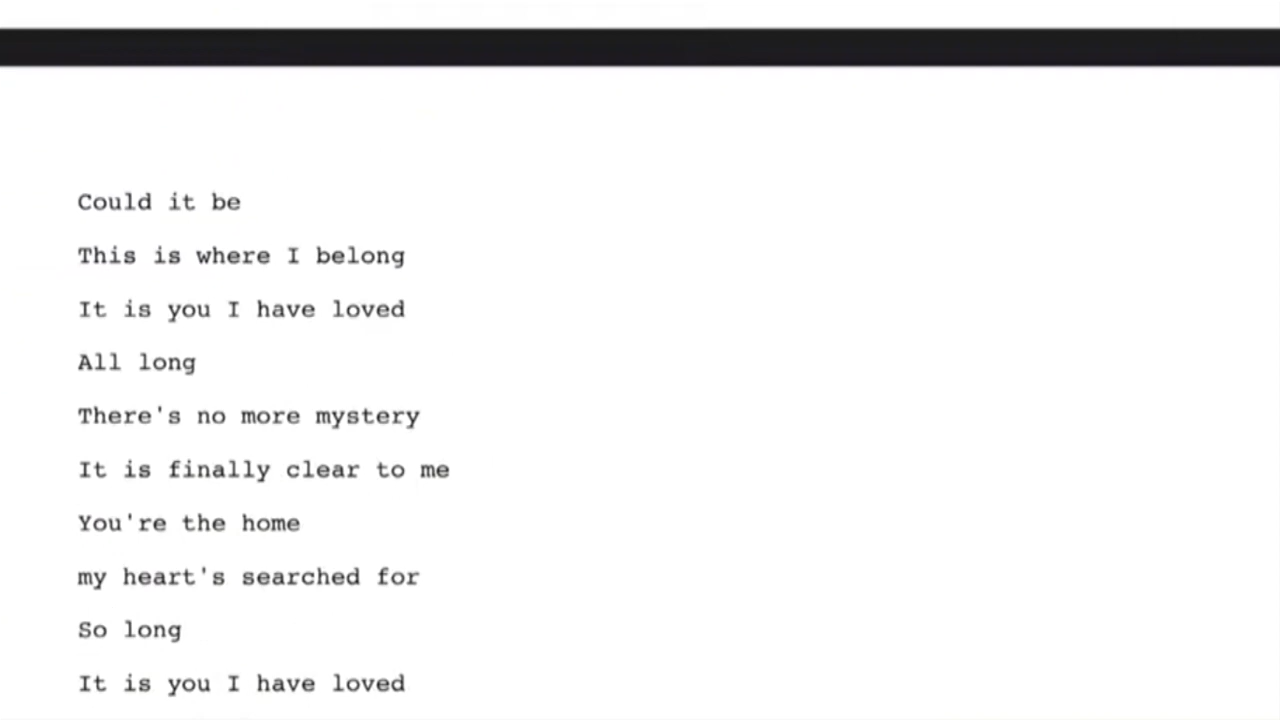 Could it be
This is where I belong
It is you I have loved
All long
There's no more mystery
It is finally clear to me
You're the home
my heart's searched for
So long
It is you I have loved